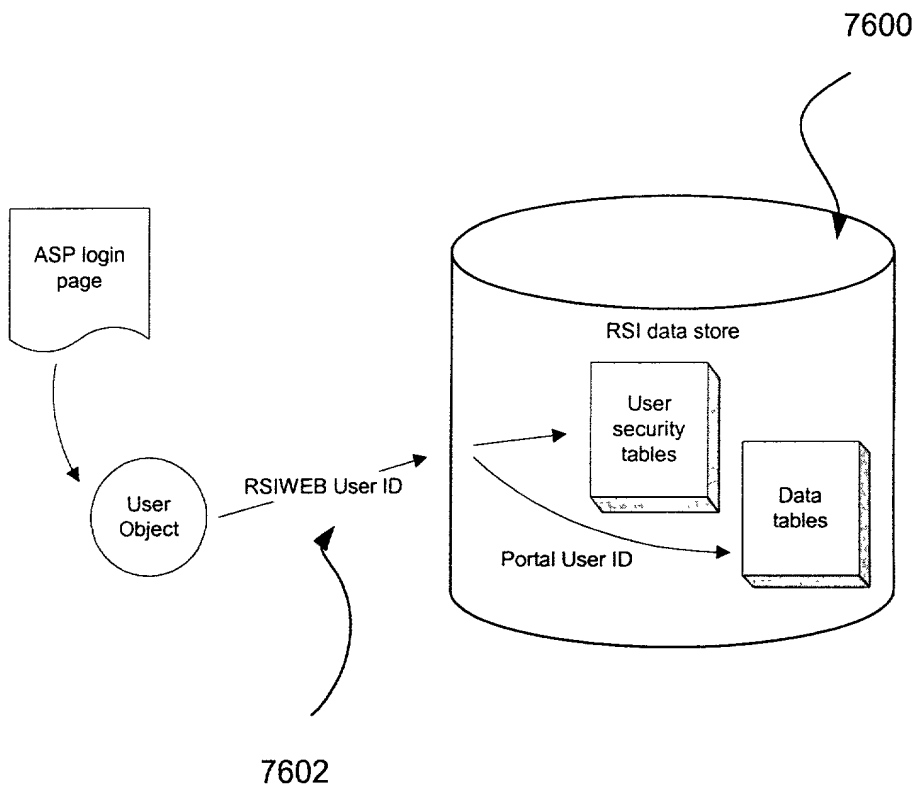 7600
ASP login
page
RSI data store
User
security
tables
RSIWEB User ID
User
Object
Data
tables
Portal User ID
7602